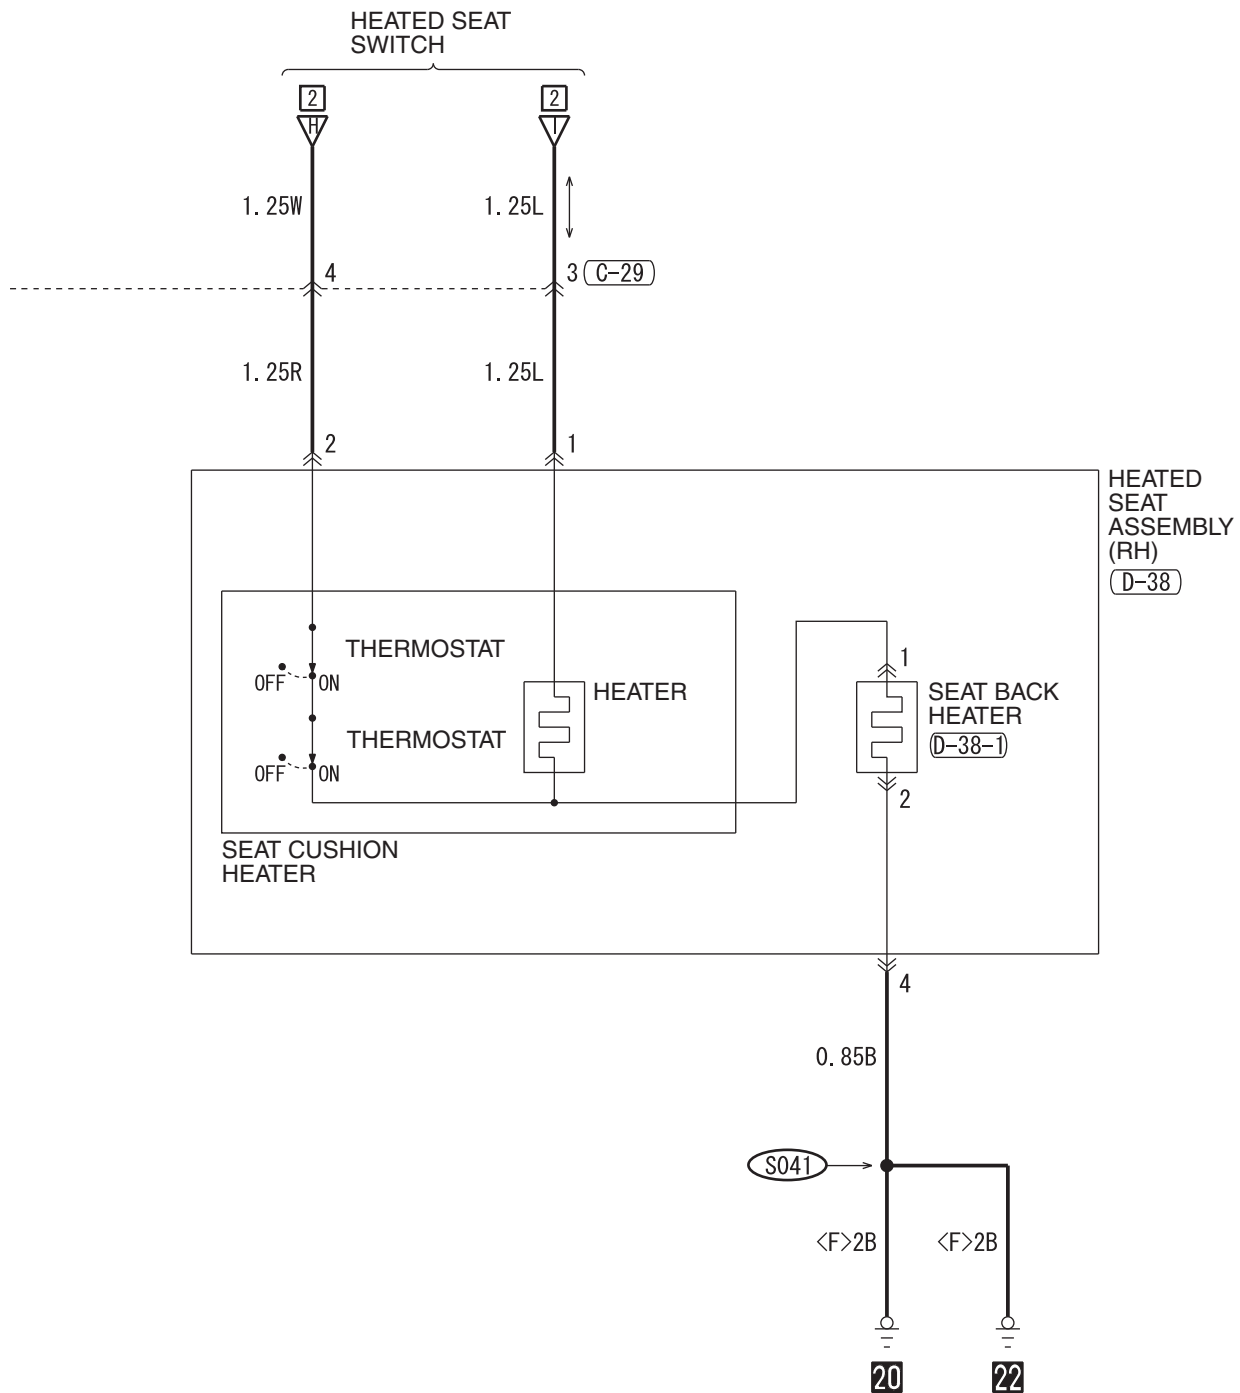 HEATED SEAT
SWITCH
2 2
H I
1.25W 1.25L
4 3 C-29
1.25R 1.25L
2 1
HEATED
SEAT
ASSEMBLY
(RH)
D-38
THERMOSTAT
OFF ON
THERMOSTAT
OFF ON
HEATER
1
SEAT BACK
HEATER
D-38-1
2
SEAT CUSHION
HEATER
4
0.85B
S041
<F>2B <F>2B
20 22